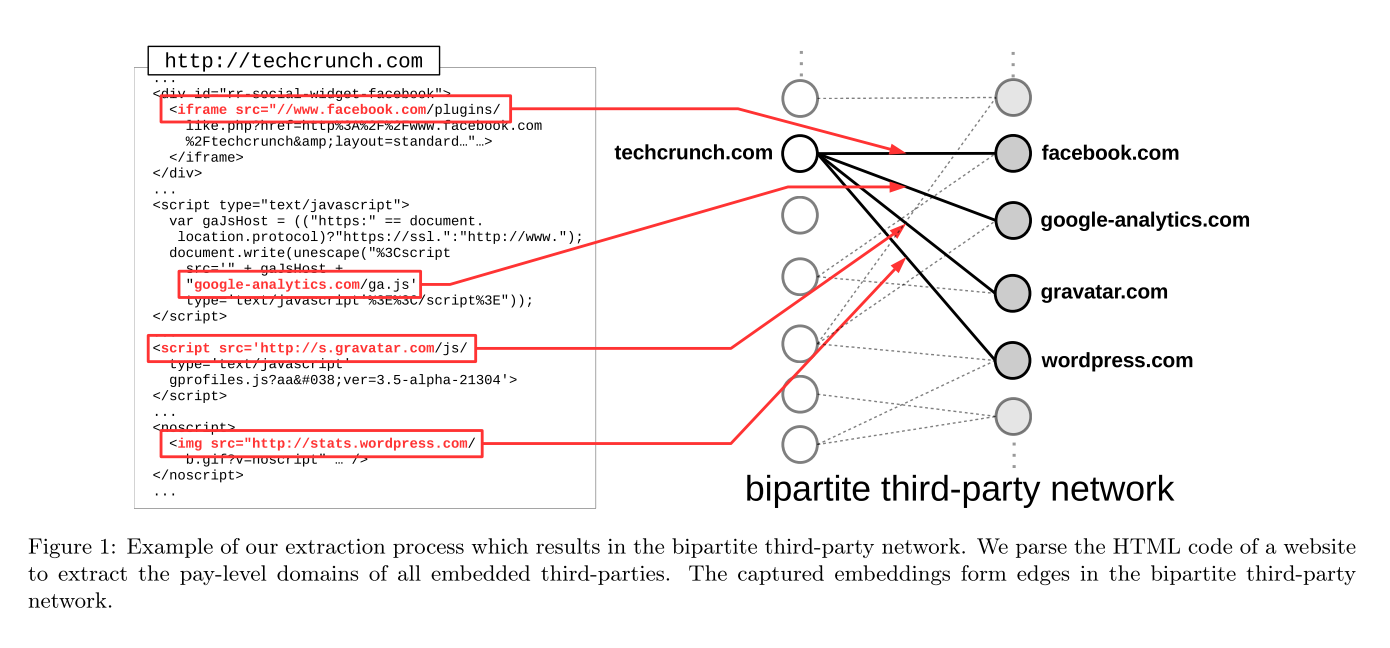 http://techcrunch.com
...
<div id="rr-social-widget-facebook">
<iframe src="//www.facebook.com/plugins/
like.php?href=http%3A%2F%2Fwww.facebook.com
%2Ftechcrunch&amp;layout=standard…"…>
</iframe>
</div>
...
<script type="text/javascript">
var gaJsHost = (("https:" == document.
location.protocol)?"https://ssl.":"http://www.");
document.write(unescape("%3Cscript
src='" + gaJsHost +
"google-analytics.com/ga.js'
type='text/javascript'%3E%3C/script%3E"));
</script>
<script src='http://s.gravatar.com/js/
type='text/javascript'
gprofiles.js?aa&#038;ver=3.5-alpha-21304'>
</script>
...
<noscript>
<img src="http://stats.wordpress.com/
b.gif?v=noscript" … />
</noscript>
...
techcrunch.com
facebook.com
google-analytics.com
gravatar.com
wordpress.com
bipartite third-party network
Figure 1: Example of our extraction process which results in the bipartite third-party network. We parse the HTML code of a website
to extract the pay-level domains of all embedded third-parties. The captured embeddings form edges in the bipartite third-party
network.